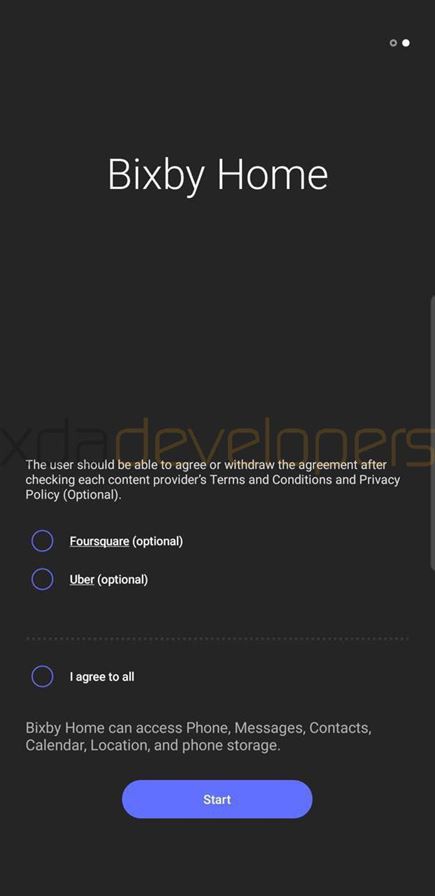 Bixby Home
xdadevelopers
The user should be able to agree or withdraw the agreement after
checking each content provider's Terms and Conditions and Privacy
Policy (Optional).
Foursquare (optional)
Uber (optional)
I agree to all
Bixby Home can access Phone, Messages, Contacts,
Calendar, Location, and phone storage.
Start